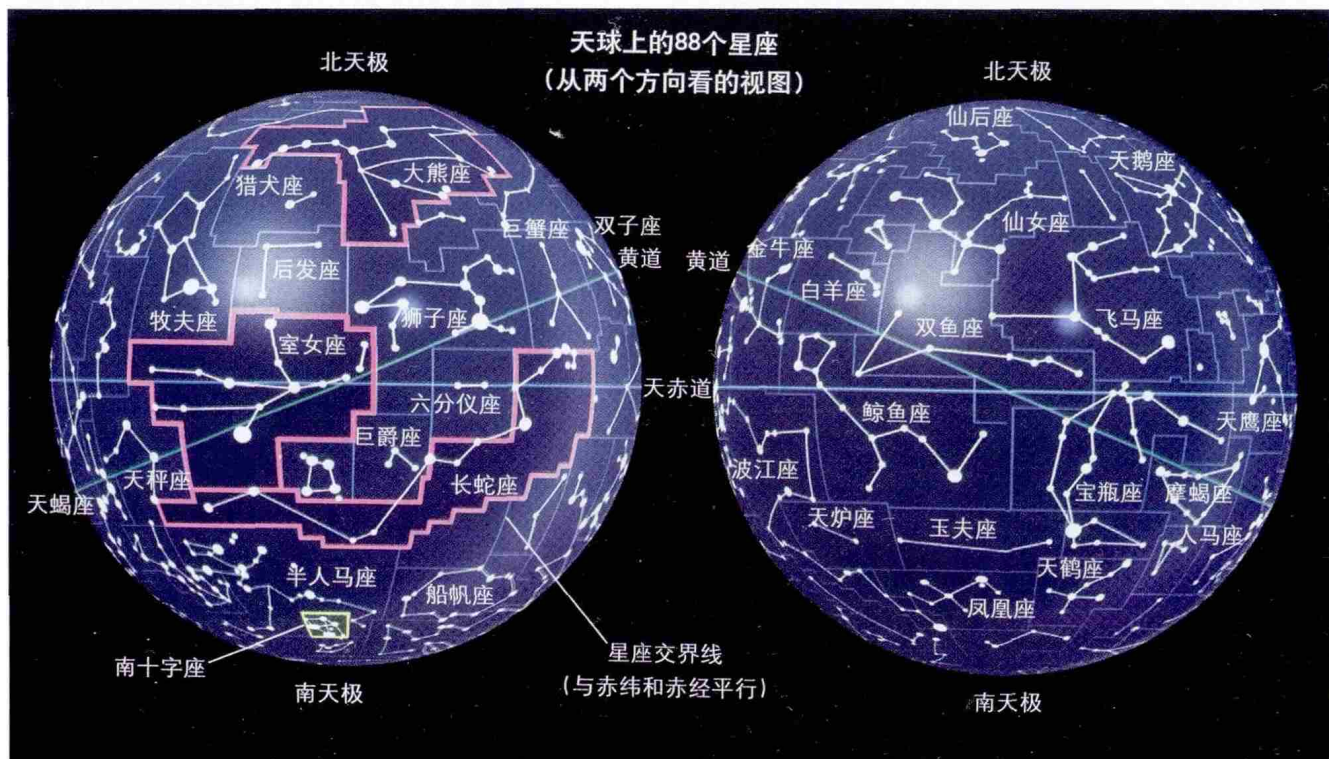 天球上的88个星座
(从两个方向看的视图)
北天极
猎犬座
大熊座
巨蟹座
双子座
黄道
后发座
牧夫座
狮子座
室女座
天赤道
六分仪座
巨爵座
天秤座
长蛇座
天蝎座
半人马座
船帆座
南十字座
南天极
星座交界线
(与赤纬和赤经平行)
北天极
仙后座
天鹅座
仙女座
金牛座
黄道
白羊座
双鱼座
飞马座
鲸鱼座
天鹰座
波江座
宝瓶座
摩蝎座
天炉座
玉夫座
人马座
天鹤座
凤凰座
南天极